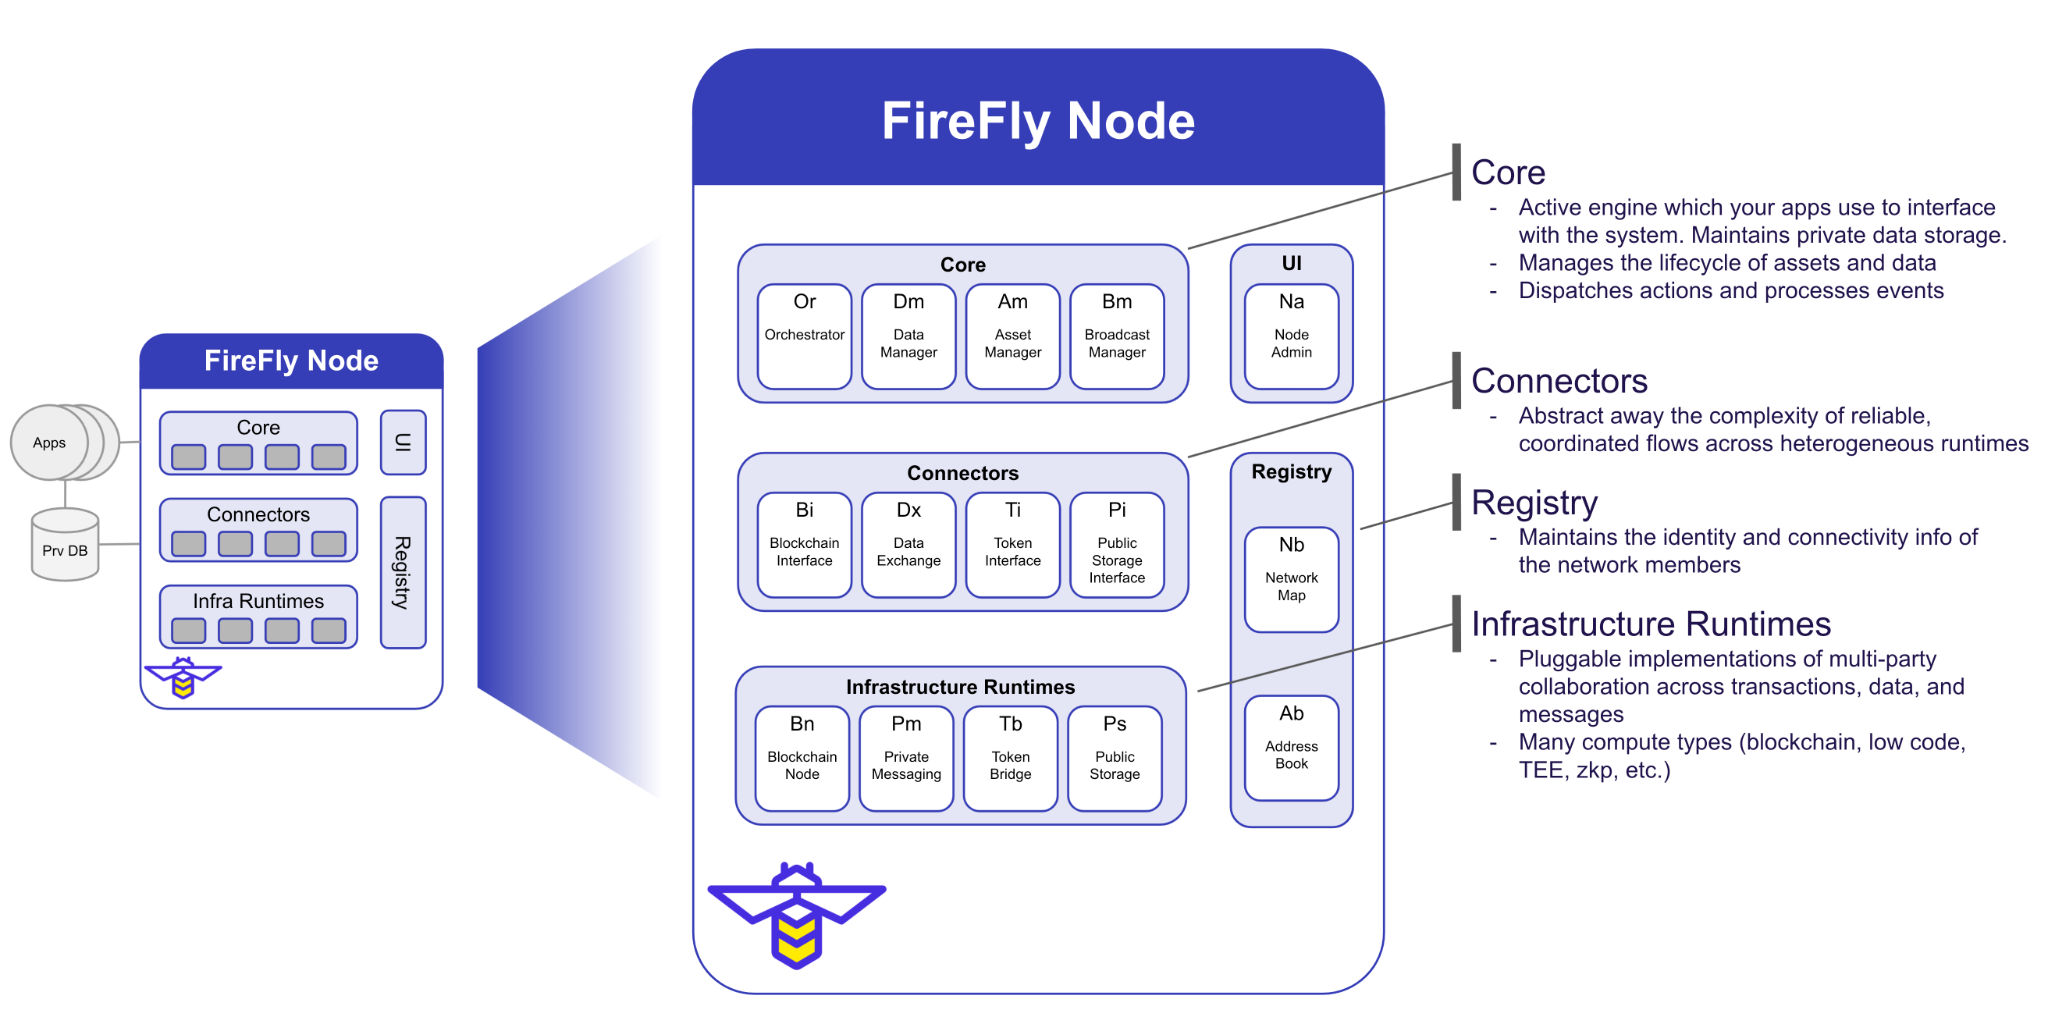 FireFly Node
Apps
Prv DB
Core
UI
Connectors
Registry
Infra Runtimes
FireFly Node
Core
Or
Orchestrator
Dm
Data
Manager
Am
Asset
Manager
Bm
Broadcast
Manager
UI
Na
Node
Admin
Connectors
Bi
Blockchain
Interface
Dx
Data
Exchange
Ti
Token
Interface
Pi
Public
Storage
Interface
Registry
Nb
Network
Map
Ab
Address
Book
Infrastructure Runtimes
Bn
Blockchain
Node
Pm
Private
Messaging
Tb
Token
Bridge
Ps
Public
Storage
Core
- Active engine which your apps use to interface
with the system. Maintains private data storage.
- Manages the lifecycle of assets and data
- Dispatches actions and processes events
Connectors
- Abstract away the complexity of reliable,
coordinated flows across heterogeneous runtimes
Registry
- Maintains the identity and connectivity info of
the network members
Infrastructure Runtimes
- Pluggable implementations of multi-party
collaboration across transactions, data, and
messages
- Many compute types (blockchain, low code,
TEE, zkp, etc.)